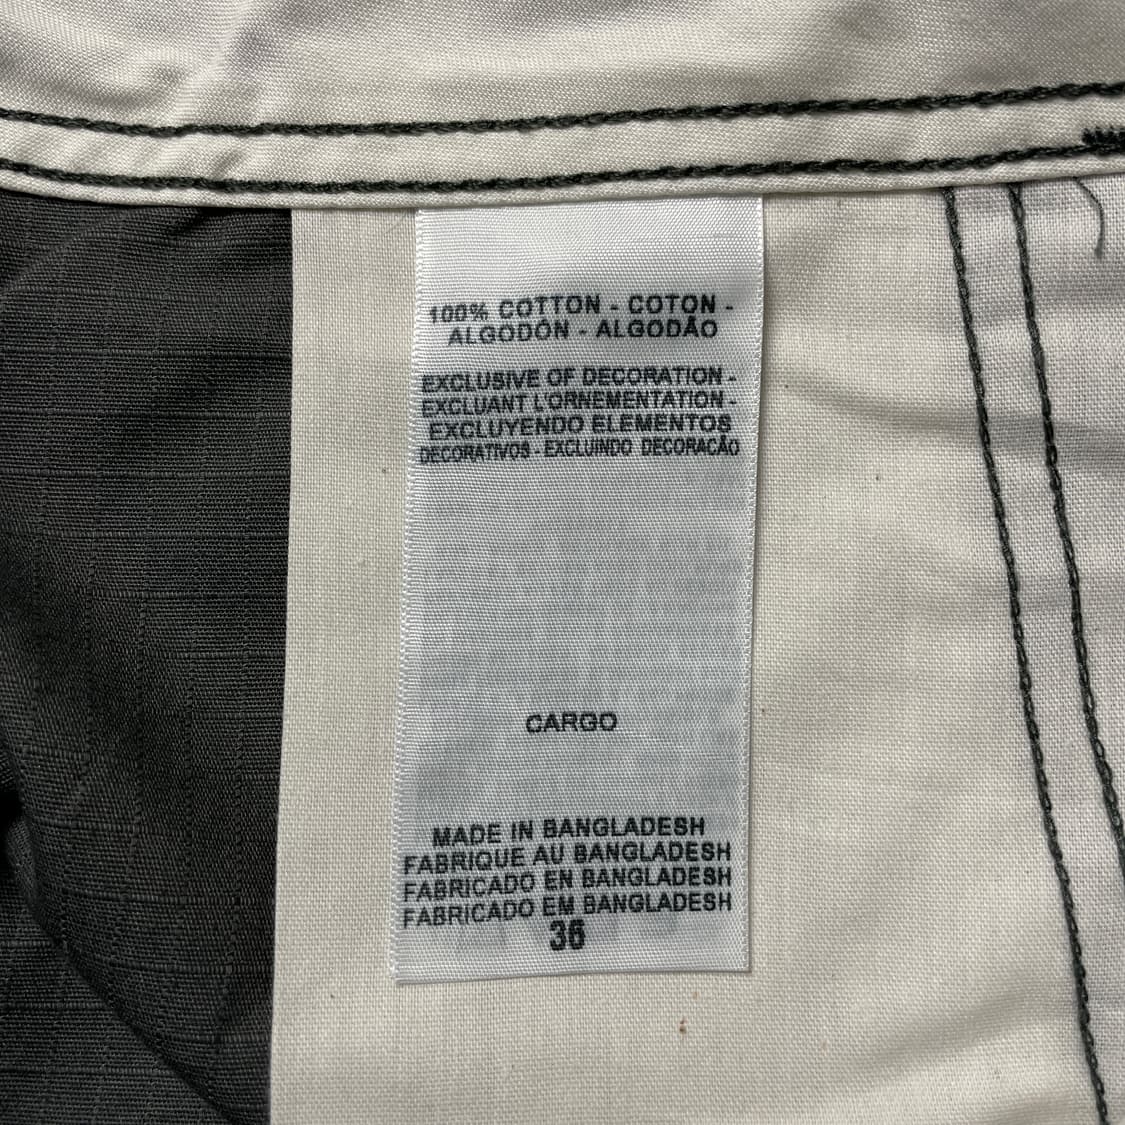 100% COTTON - COTON -
ALGODÓN - ALGODÃO
EXCLUSIVE OF DECORATION -
EXCLUANT L'ORNEMENTATION -
EXCLUYENDO ELEMENTOS
DECORATIVOS - EXCLUINDO DECORAÇÃO
CARGO
MADE IN BANGLADESH
FABRIQUE AU BANGLADESH
FABRICADO EN BANGLADESH
FABRICADO EM BANGLADESH
36